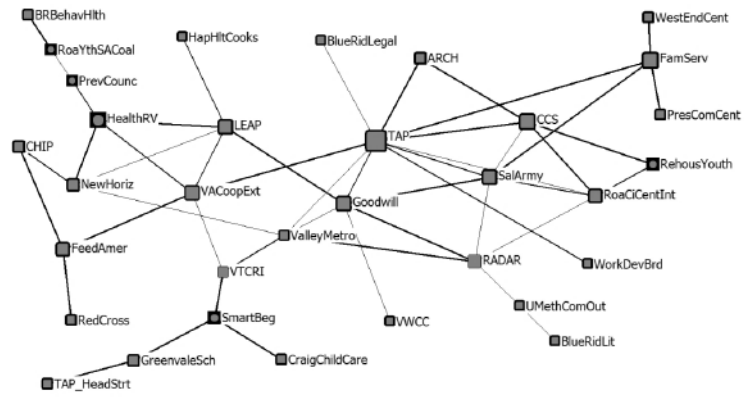 BRBehavHlth
WestEndCent
RoaYthSACoal
HapHltCooks
BlueRidLegal
ARCH
FamServ
PrevCounc
HealthRV
LEAP
TAP
CCS
PresComCent
CHIP
NewHoriz
VACoopExt
Goodwill
SalArmy
RehousYouth
RoaCiCentInt
FeedAmer
ValleyMetro
VTCRI
RADAR
WorkDevBrd
RedCross
SmartBeg
VWCC
UMethComOut
BlueRidLit
GreenvaleSch
CraigChildCare
TAP_HeadStrt